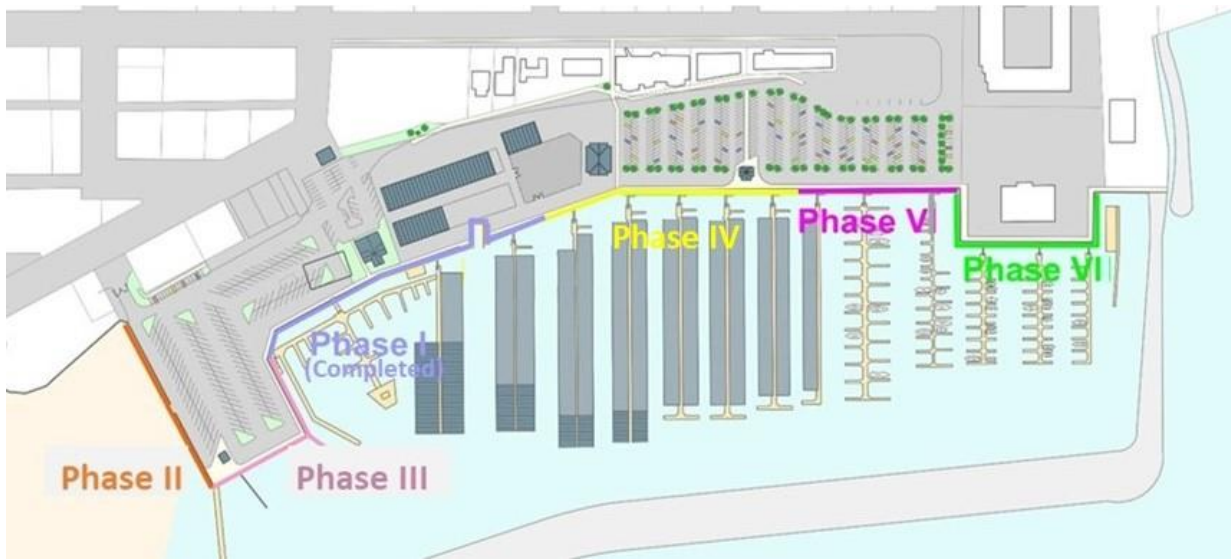 Phase V
Phase IV
Phase VI
Phase I
(Completed)
Phase II
Phase III